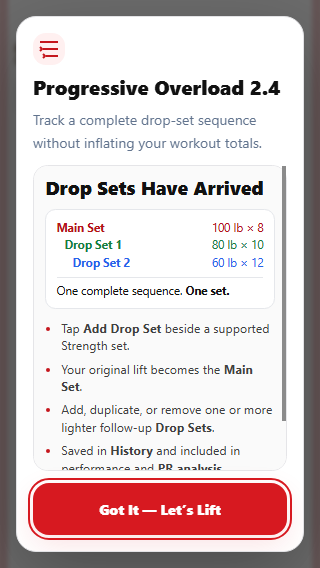 Progressive Overload 2.4
Track a complete drop-set sequence
without inflating your workout totals.
Drop Sets Have Arrived
Main Set 100 lb × 8
Drop Set 1 80 lb × 10
Drop Set 2 60 lb × 12
One complete sequence. One set.
• Tap Add Drop Set beside a supported
Strength set.
• Your original lift becomes the Main
Set.
• Add, duplicate, or remove one or more
lighter follow-up Drop Sets.
• Saved in History and included in
performance and PR analysis
Got It — Let's Lift